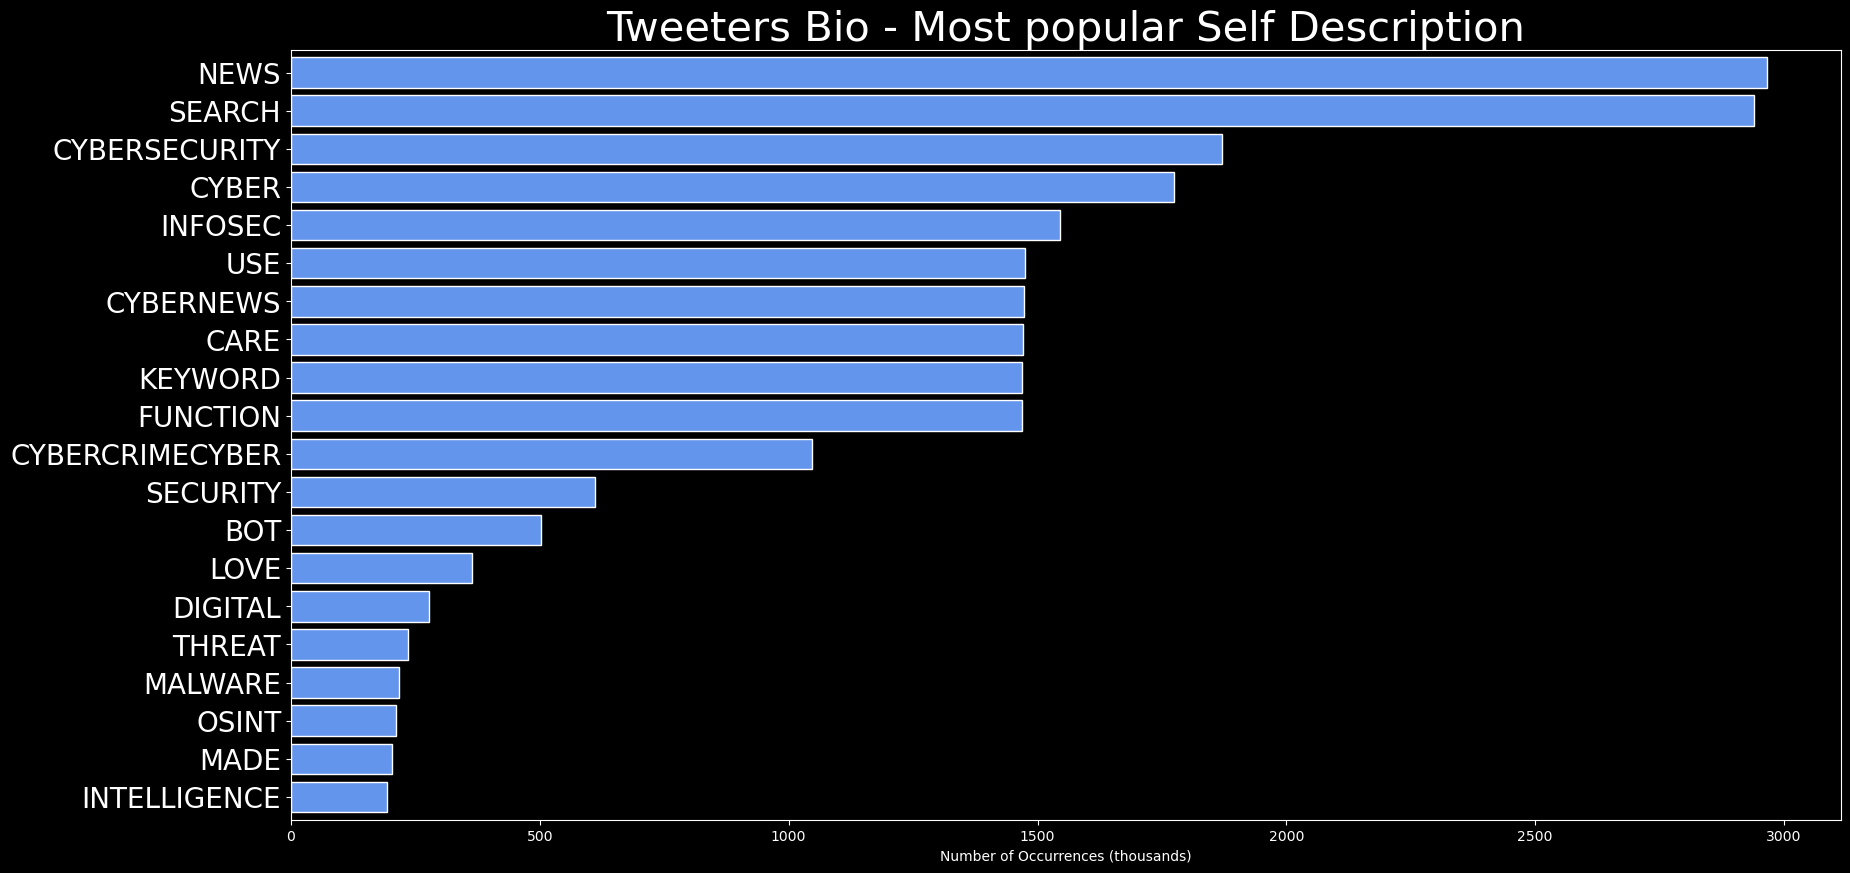 Tweeters Bio - Most popular Self Description
NEWS
SEARCH
CYBERSECURITY
CYBER
INFOSEC
USE
CYBERNEWS
CARE
KEYWORD
FUNCTION
CYBERCRIMECYBER
SECURITY
BOT
LOVE
DIGITAL
THREAT
MALWARE
OSINT
MADE
INTELLIGENCE
0 500 1000 1500 2000 2500 3000
Number of Occurrences (thousands)